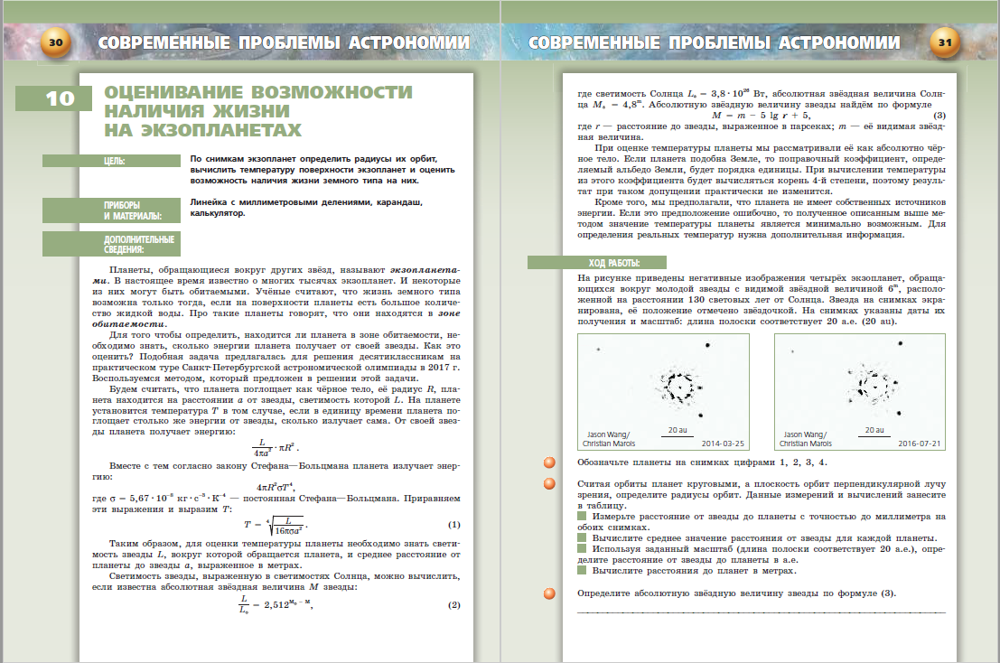 30
СОВРЕМЕННЫЕ ПРОБЛЕМЫ АСТРОНОМИИ
10
ОЦЕНИВАНИЕ ВОЗМОЖНОСТИ
НАЛИЧИЯ ЖИЗНИ
НА ЭКЗОПЛАНЕТАХ
ЦЕЛЬ:
По снимкам экзопланет определить радиусы их орбит,
вычислить температуру поверхности экзопланет и оценить
возможность наличия жизни земного типа на них.
ПРИБОРЫ
И МАТЕРИАЛЫ:
Линейка с миллиметровыми делениями, карандаш,
калькулятор.
ДОПОЛНИТЕЛЬНЫЕ
СВЕДЕНИЯ:
Планеты, обращающиеся вокруг других звёзд, называют экзопланета-
ми. В настоящее время известно о многих тысячах экзопланет. И некоторые
из них могут быть обитаемыми. Учёные считают, что жизнь земного типа
возможна только тогда, если на поверхности планеты есть большое количе-
ство жидкой воды. Про такие планеты говорят, что они находятся в зоне
обитаемости.
Для того чтобы определить, находится ли планета в зоне обитаемости, не-
обходимо знать, сколько энергии планета получает от своей звезды. Как это
оценить? Подобная задача предлагалась для решения десятиклассникам на
практическом туре Санкт-Петербургской астрономической олимпиады в 2017 г.
Воспользуемся методом, который предложен в решении этой задачи.
Будем считать, что планета поглощает как чёрное тело, её радиус R, пла-
нета находится на расстоянии a от звезды, светимость которой L. На планете
установится температура T в том случае, если в единицу времени планета по-
глощает столько же энергии от звезды, сколько излучает сама. От своей звез-
ды планета получает энергию:
L/4πa² · πR².
Вместе с тем согласно закону Стефана—Больцмана планета излучает энер-
гию:
4πR²σT⁴,
где σ = 5,67 · 10⁻⁸ кг · с⁻³ · К⁻⁴ — постоянная Стефана—Больцмана. Приравняем
эти выражения и выразим T:
T = ⁴√(L/16πσa²). (1)
Таким образом, для оценки температуры планеты необходимо знать свети-
мость звезды L, вокруг которой обращается планета, и среднее расстояние от
планеты до звезды a, выраженное в метрах.
Светимость звезды, выраженную в светимостях Солнца, можно вычислить,
если известна абсолютная звёздная величина M звезды:
L/Lₒ = 2,512^(Mₒ − M), (2)
СОВРЕМЕННЫЕ ПРОБЛЕМЫ АСТРОНОМИИ
31
где светимость Солнца Lₒ = 3,8 · 10²⁶ Вт, абсолютная звёздная величина Солн-
ца Mₒ = 4,8ᵐ. Абсолютную звёздную величину звезды найдём по формуле
M = m − 5 lg r + 5, (3)
где r — расстояние до звезды, выраженное в парсеках; m — её видимая звёзд-
ная величина.
При оценке температуры планеты мы рассматривали её как абсолютно чёр-
ное тело. Если планета подобна Земле, то поправочный коэффициент, опреде-
ляемый альбедо Земли, будет порядка единицы. При вычислении температуры
из этого коэффициента будет вычисляться корень 4-й степени, поэтому резуль-
тат при таком допущении практически не изменится.
Кроме того, мы предполагали, что планета не имеет собственных источников
энергии. Если это предположение ошибочно, то полученное описанным выше ме-
тодом значение температуры планеты является минимально возможным. Для
определения реальных температур нужна дополнительная информация.
ХОД РАБОТЫ:
На рисунке приведены негативные изображения четырёх экзопланет, обраща-
ющихся вокруг молодой звезды с видимой звёздной величиной 6ᵐ, располо-
женной на расстоянии 130 световых лет от Солнца. Звезда на снимках экра-
нирована, её положение отмечено звёздочкой. На снимках указаны даты их
получения и масштаб: длина полоски соответствует 20 а.е. (20 au).
20 au
Jason Wang/
Christian Marois
2014-03-25
20 au
Jason Wang/
Christian Marois
2016-07-21
Обозначьте планеты на снимках цифрами 1, 2, 3, 4.
Считая орбиты планет круговыми, а плоскость орбит перпендикулярной лучу
зрения, определите радиусы орбит. Данные измерений и вычислений занесите
в таблицу.
Измерьте расстояние от звезды до планеты с точностью до миллиметра на
обоих снимках.
Вычислите среднее значение расстояния от звезды для каждой планеты.
Используя заданный масштаб (длина полоски соответствует 20 а.е.), опре-
делите расстояние от звезды до планеты в а.е.
Вычислите расстояния до планет в метрах.
Определите абсолютную звёздную величину звезды по формуле (3).